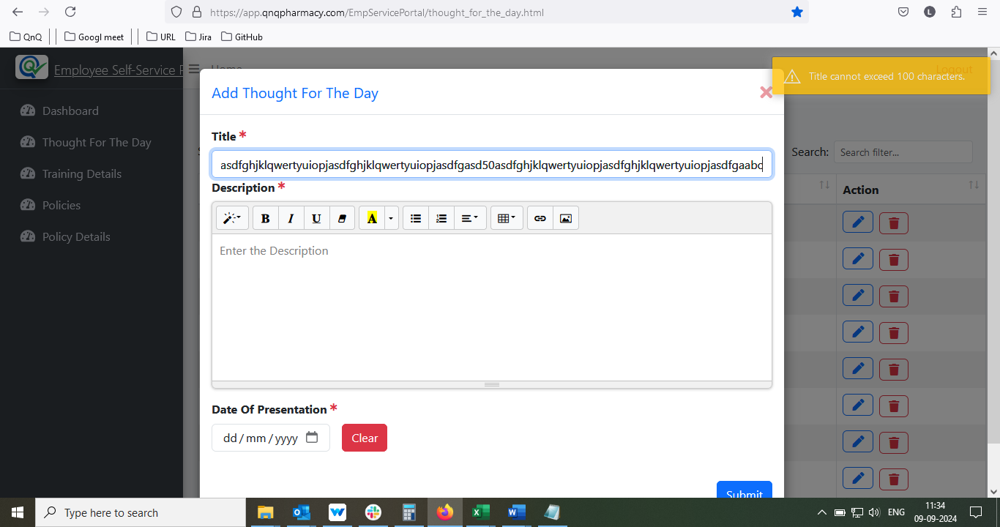 https://app.qnqpharmacy.com/EmpServicePortal/thought_for_the_day.html
L
QnQ
Googl meet
URL
Jira
GitHub
Employee Self-Service P
Home
Logout
Title cannot exceed 100 characters.
Add Thought For The Day
Dashboard
Thought For The Day
Training Details
Policies
Policy Details
Title *
asdfghjklqwertyuiopjasdfghjklqwertyuiopjasdfgasd50asdfghjklqwertyuiopjasdfghjklqwertyuiopjasdfgaabc
Search:
Search filter...
Description *
Action
B I U A
Enter the Description
Date Of Presentation *
dd / mm / yyyy
Clear
Submit
Type here to search
ENG
11:34
09-09-2024